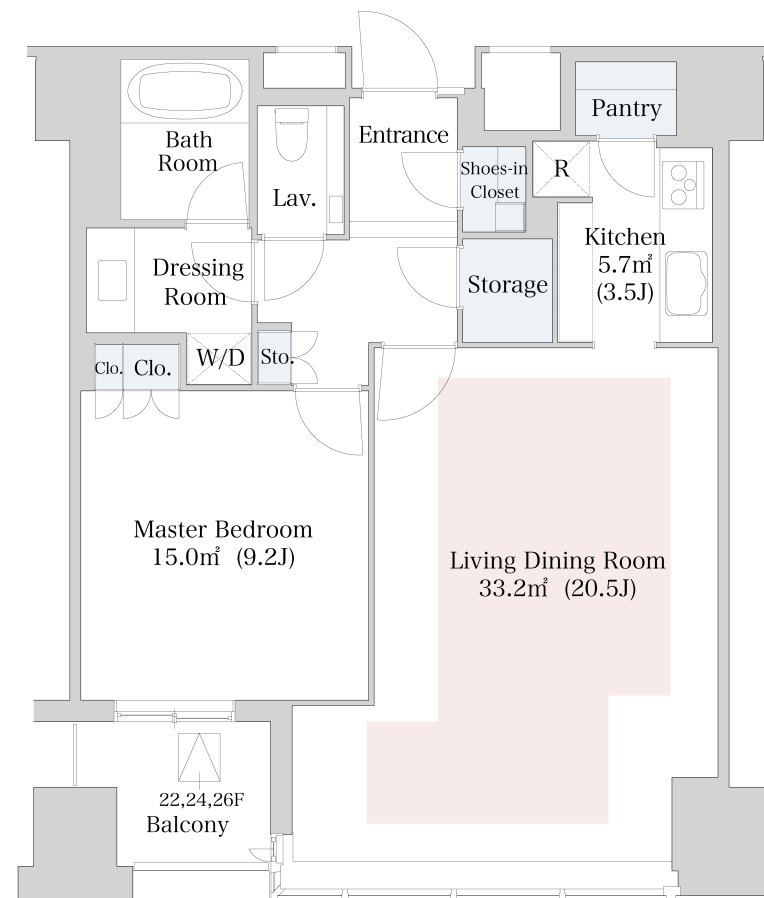 Pantry
Entrance
Bath
Room
Shoes-in
Closet
R
Lav.
Kitchen
5.7㎡
(3.5J)
Dressing
Room
Storage
W/D
Sto.
Clo.
Clo.
Master Bedroom
15.0㎡ (9.2J)
Living Dining Room
33.2㎡ (20.5J)
22,24,26F
Balcony